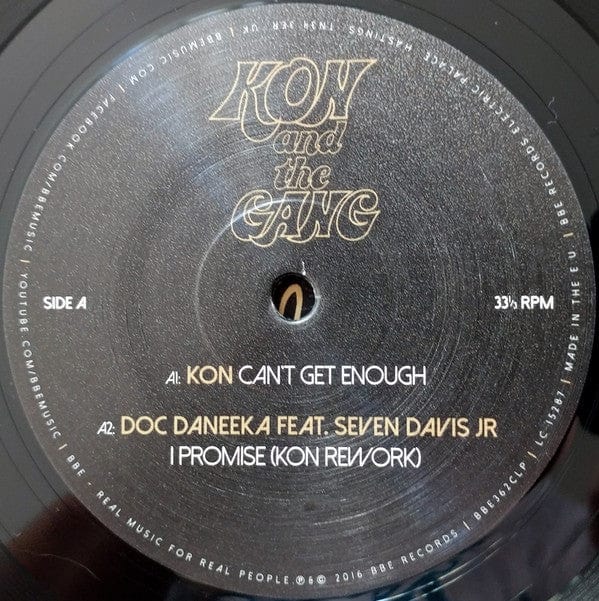 KON
and
the
GANG
SIDE A
33⅓ RPM
A1: KON CAN'T GET ENOUGH
A2: DOC DANEEKA FEAT. SEVEN DAVIS JR
I PROMISE (KON REWORK)
BBEMUSIC.COM | FACEBOOK.COM/BBEMUSIC | YOUTUBE.COM/BBEMUSIC | BBE - REAL MUSIC FOR REAL PEOPLE. ℗&© 2016 BBE RECORDS | BBE362CLP | LC 15287 | MADE IN THE E.U. | BBE RECORDS ELECTRIC PALACE, HASTINGS, TN34 3ER, UK |